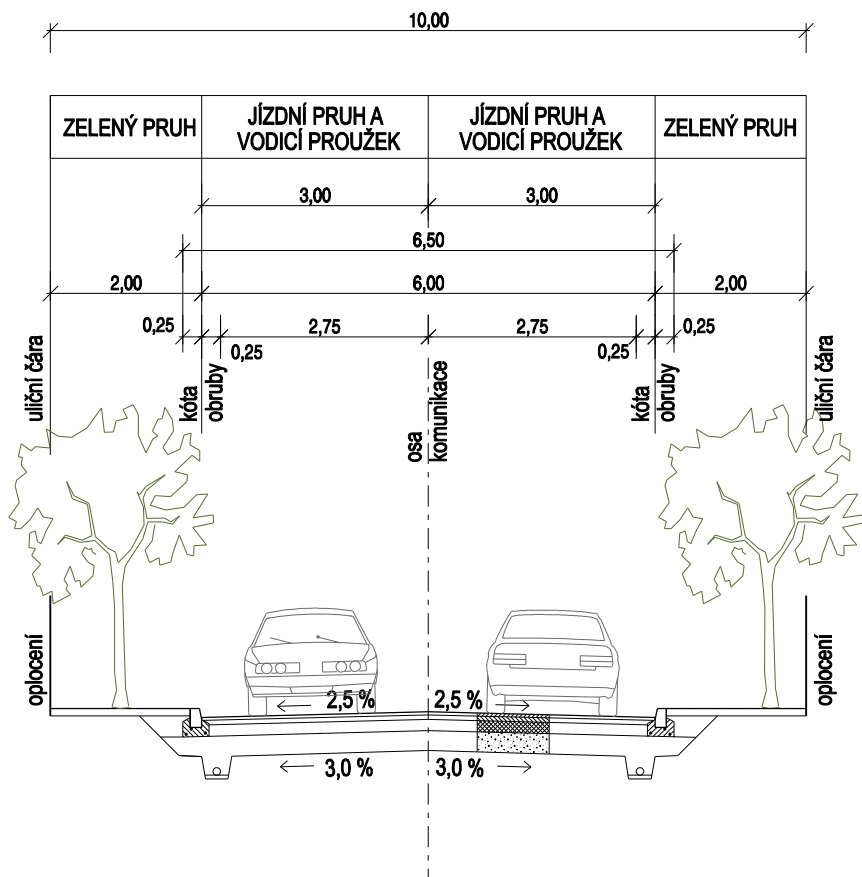 10,00
ZELENÝ PRUH
JÍZDNÍ PRUH A
VODICÍ PROUŽEK
JÍZDNÍ PRUH A
VODICÍ PROUŽEK
ZELENÝ PRUH
3,00
3,00
6,50
2,00
6,00
2,00
0,25
2,75
2,75
0,25
0,25
0,25
uliční čára
kóta
obruby
osa
komunikace
kóta
obruby
uliční čára
oplocení
oplocení
2,5 %
2,5 %
3,0 %
3,0 %